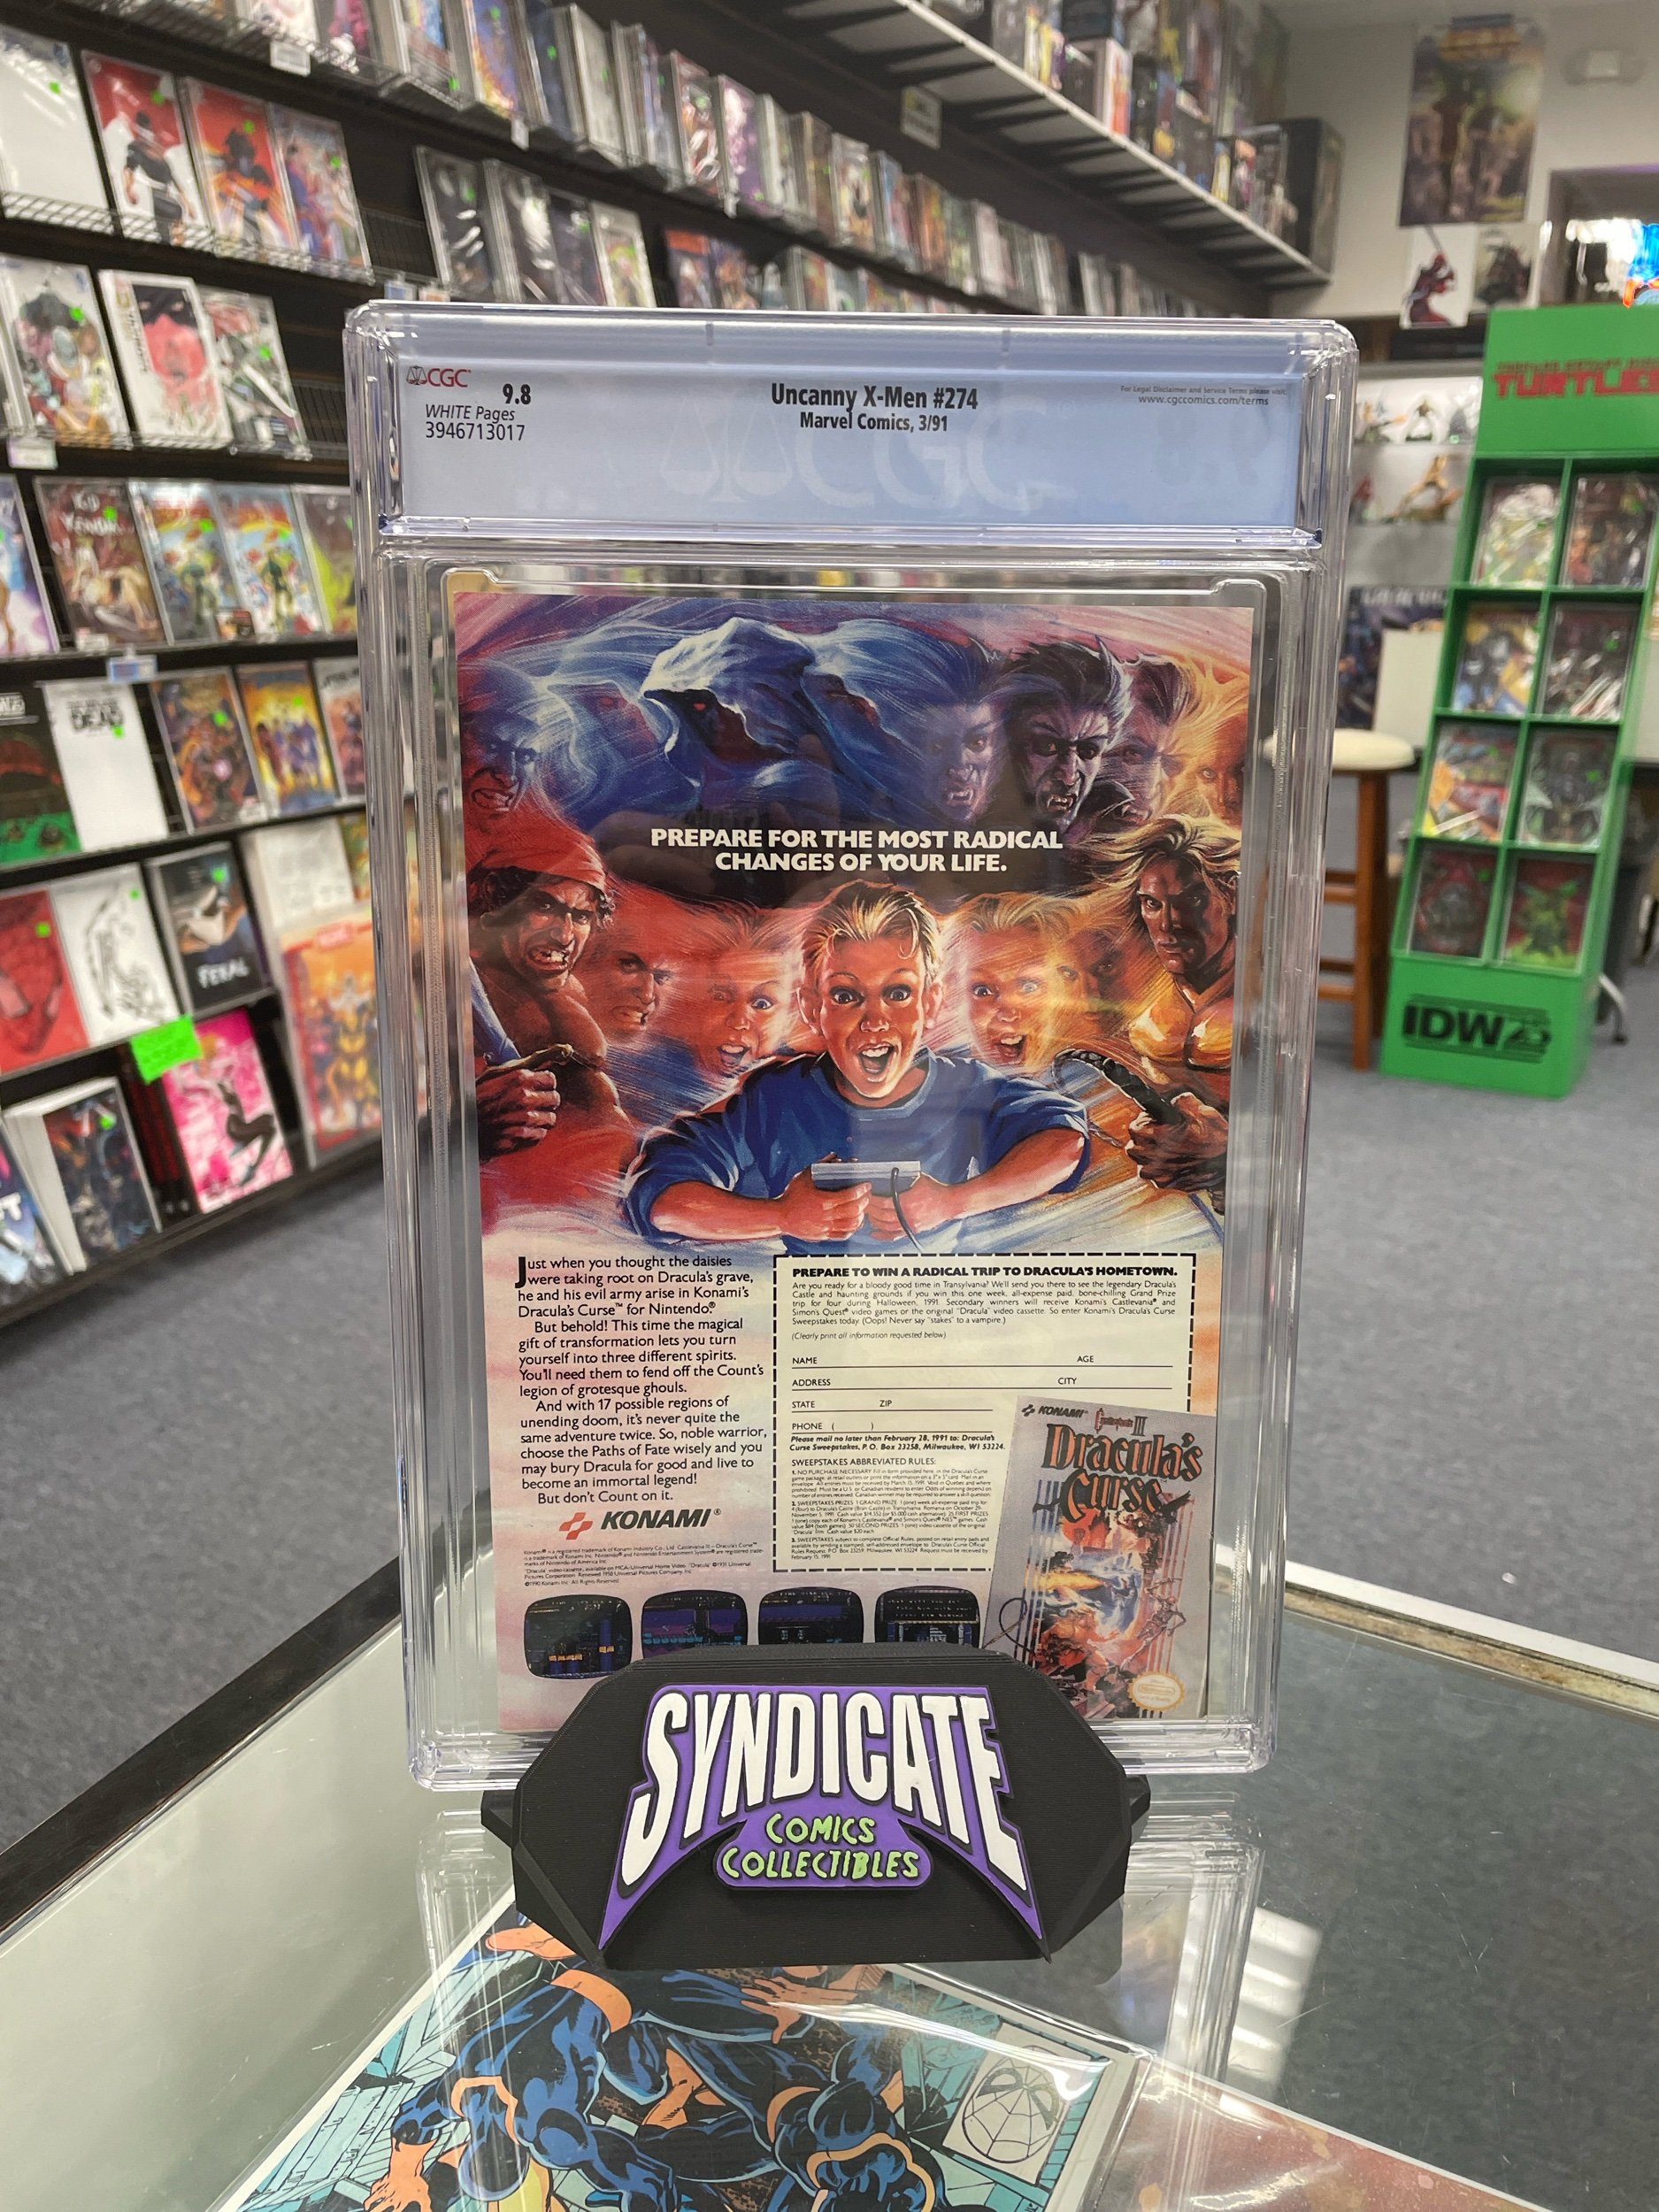 CGC
9.8
WHITE Pages
3946713017
Uncanny X-Men #274
Marvel Comics, 3/91
For Legal Disclaimer and Service Terms please visit:
www.cgccomics.com/terms
PREPARE FOR THE MOST RADICAL
CHANGES OF YOUR LIFE.
Just when you thought the daisies
were taking root on Dracula's grave,
he and his evil army arise in Konami's
Dracula's Curse™ for Nintendo®
But behold! This time the magical
gift of transformation lets you turn
yourself into three different spirits.
You'll need them to fend off the Count's
legion of grotesque ghouls.
And with 17 possible regions of
unending doom, it's never quite the
same adventure twice. So, noble warrior,
choose the Paths of Fate wisely and you
may bury Dracula for good and live to
become an immortal legend!
But don't Count on it.
KONAMI®
PREPARE TO WIN A RADICAL TRIP TO DRACULA'S HOMETOWN.
Are you ready for a bloody good time in Transylvania? We'll send you there to see the legendary Dracula's
Castle and haunting grounds if you win this one week, all-expense paid, bone-chilling Grand Prize
trip for four during Halloween, 1991. Secondary winners will receive Konami's Castlevania® and
Simon's Quest® video games or the original "Dracula" video cassette. So enter Konami's Dracula's Curse
Sweepstakes today. (Oops! Never say "stakes" to a vampire.)
(Clearly print all information requested below)
NAME AGE
ADDRESS CITY
STATE ZIP
PHONE ( )
Please mail no later than February 28, 1991 to: Dracula's
Curse Sweepstakes, P.O. Box 23258, Milwaukee, WI 53224.
SWEEPSTAKES ABBREVIATED RULES:
KONAMI
Castlevania III
Dracula's
Curse
SYNDICATE
COMICS
COLLECTIBLES
TURTLES
IDW
FERAL
DEAD